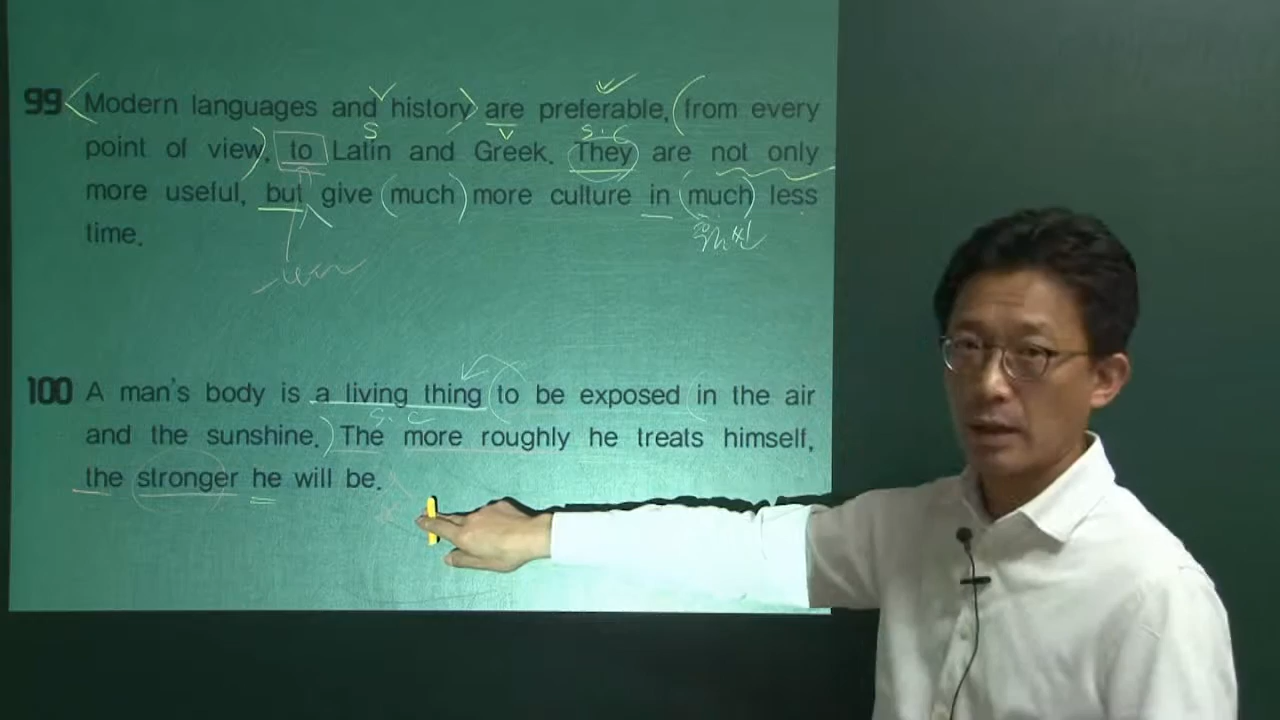 99 Modern languages and history are preferable, from every
point of view, to Latin and Greek. They are not only
more useful, but give much more culture in much less
time.
100 A man's body is a living thing to be exposed in the air
and the sunshine. The more roughly he treats himself,
the stronger he will be.